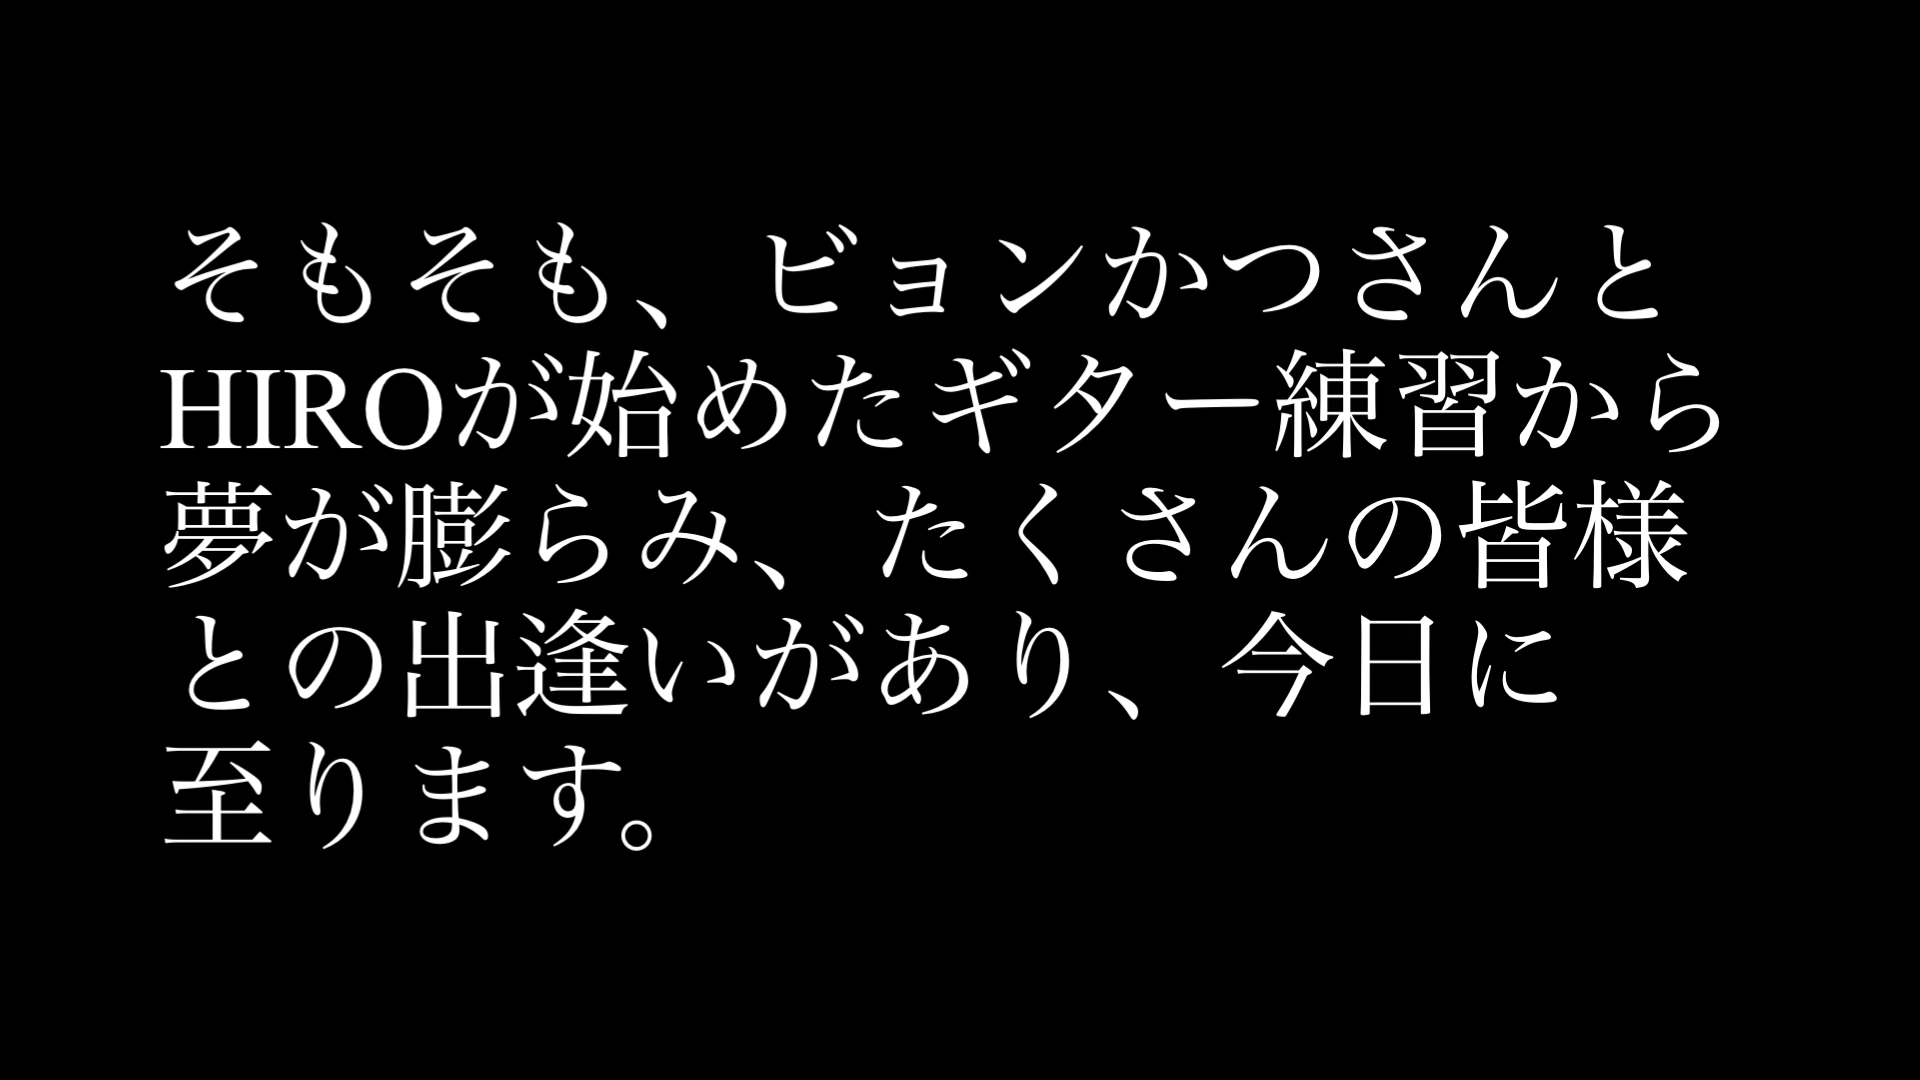 そもそも、ビョンかつさんと
HIROが始めたギター練習から
夢が膨らみ、たくさんの皆様
との出逢いがあり、今日に
至ります。